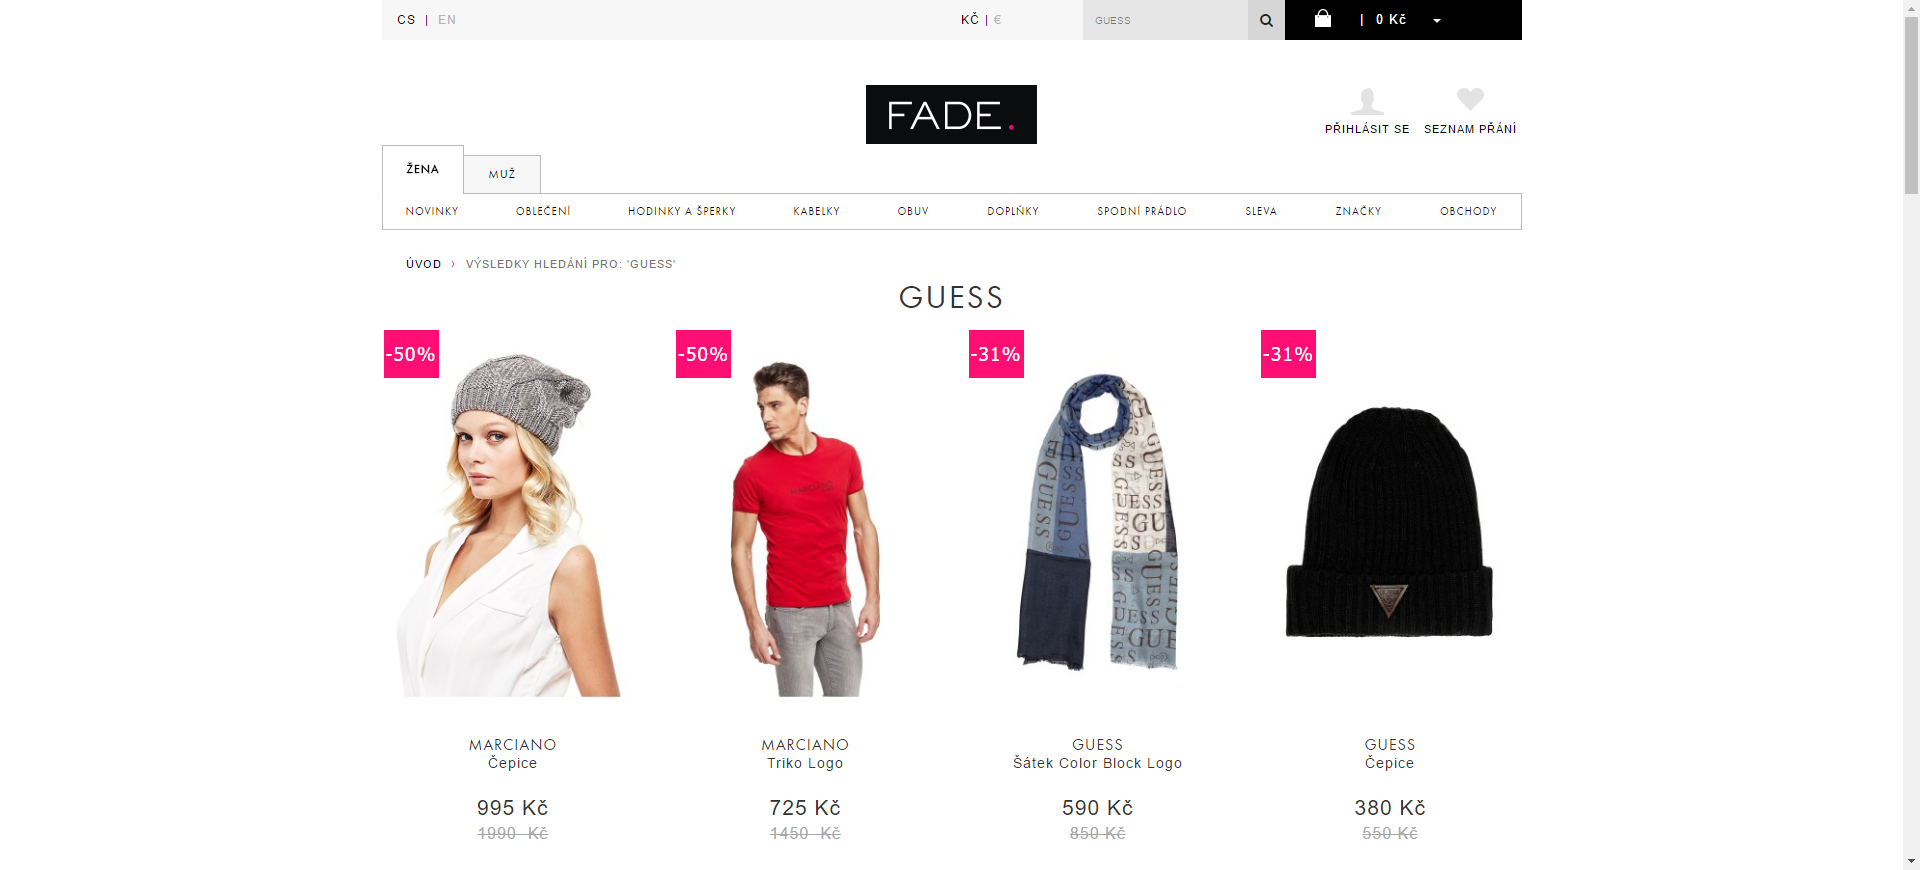 CS | EN
KČ | €
GUESS
| 0 Kč
FADE.
PŘIHLÁSIT SE
SEZNAM PŘÁNÍ
ŽENA
MUŽ
NOVINKY
OBLEČENÍ
HODINKY A ŠPERKY
KABELKY
OBUV
DOPLŇKY
SPODNÍ PRÁDLO
SLEVA
ZNAČKY
OBCHODY
ÚVOD › VÝSLEDKY HLEDÁNÍ PRO: 'GUESS'
GUESS
-50%
-50%
-31%
-31%
MARCIANO
Čepice
995 Kč
1990 Kč
MARCIANO
Triko Logo
725 Kč
1450 Kč
GUESS
Šátek Color Block Logo
590 Kč
850 Kč
GUESS
Čepice
380 Kč
550 Kč